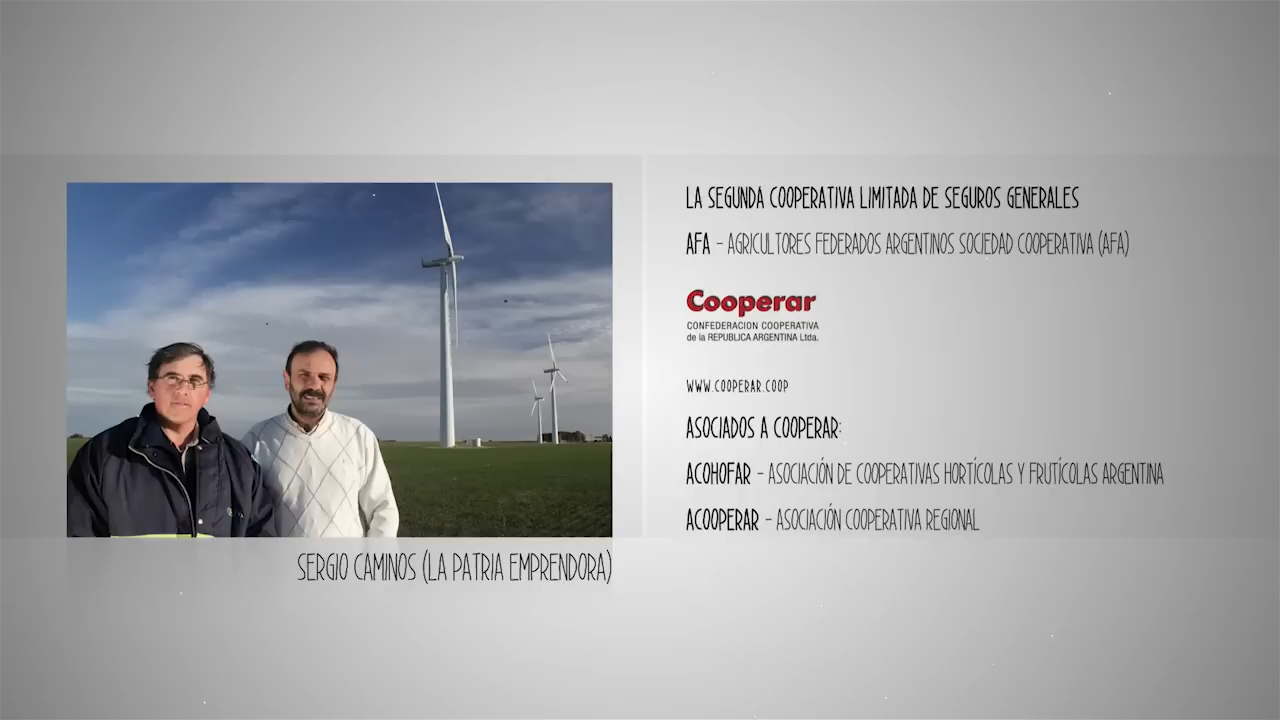 SERGIO CAMINOS (LA PATRIA EMPRENDORA)
LA SEGUNDA COOPERATIVA LIMITADA DE SEGUROS GENERALES
AFA - AGRICULTORES FEDERADOS ARGENTINOS SOCIEDAD COOPERATIVA (AFA)
Cooperar
CONFEDERACION COOPERATIVA
de la REPUBLICA ARGENTINA Ltda.
WWW.COOPERAR.COOP
ASOCIADOS A COOPERAR:
ACOHOFAR - ASOCIACIÓN DE COOPERATIVAS HORTÍCOLAS Y FRUTÍCOLAS ARGENTINA
ACOOPERAR - ASOCIACIÓN COOPERATIVA REGIONAL